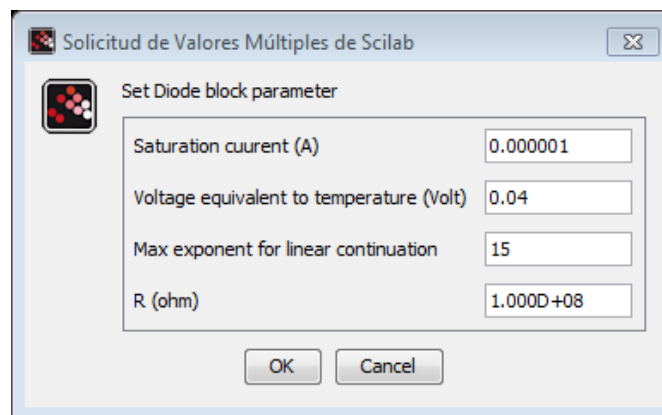 Solicitud de Valores Múltiples de Scilab
Set Diode block parameter
Saturation cuurent (A) 0.000001
Voltage equivalent to temperature (Volt) 0.04
Max exponent for linear continuation 15
R (ohm) 1.000D+08
OK Cancel